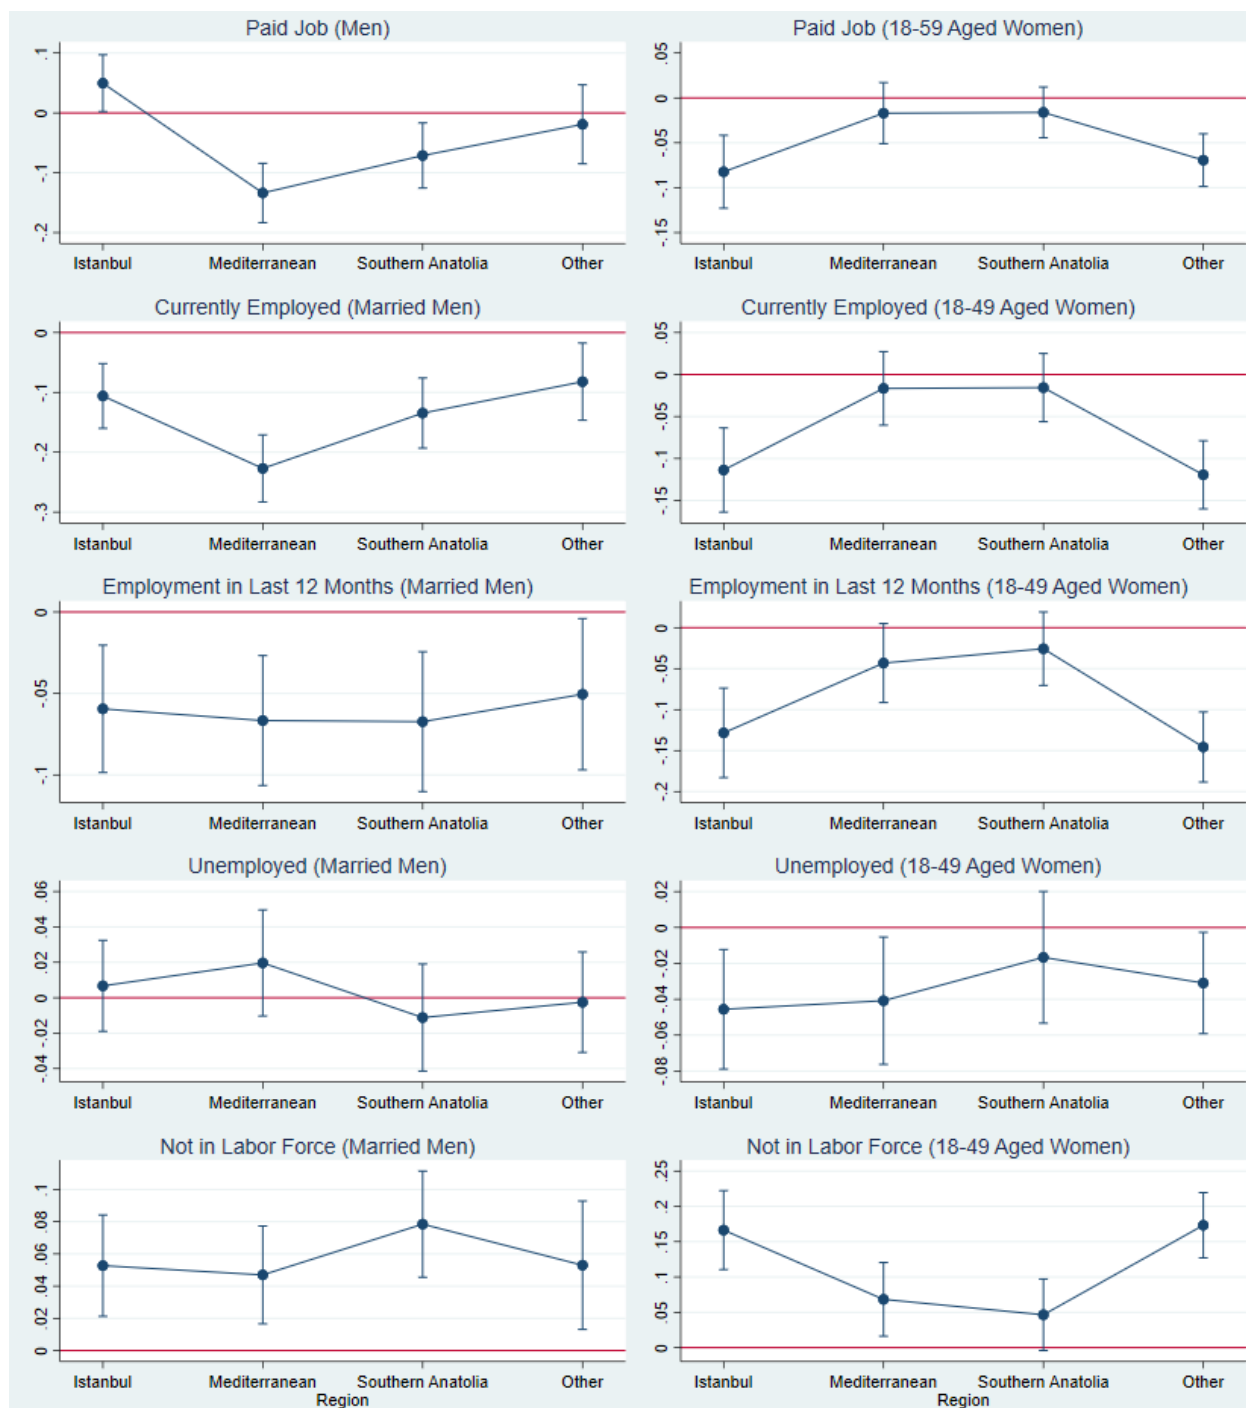 Paid Job (Men)
.1
0
-.1
-.2
Istanbul Mediterranean Southern Anatolia Other
Paid Job (18-59 Aged Women)
.05
0
-.05
-.1
-.15
Istanbul Mediterranean Southern Anatolia Other
Currently Employed (Married Men)
0
-.1
-.2
-.3
Istanbul Mediterranean Southern Anatolia Other
Currently Employed (18-49 Aged Women)
.05
0
-.05
-.1
-.15
Istanbul Mediterranean Southern Anatolia Other
Employment in Last 12 Months (Married Men)
0
-.05
-.1
Istanbul Mediterranean Southern Anatolia Other
Employment in Last 12 Months (18-49 Aged Women)
0
-.05
-.1
-.15
-.2
Istanbul Mediterranean Southern Anatolia Other
Unemployed (Married Men)
.06
.04
.02
0
-.02
-.04
Istanbul Mediterranean Southern Anatolia Other
Unemployed (18-49 Aged Women)
.02
0
-.02
-.04
-.06
-.08
Istanbul Mediterranean Southern Anatolia Other
Not in Labor Force (Married Men)
.1
.08
.06
.04
.02
0
Istanbul Mediterranean Southern Anatolia Other
Region
Not in Labor Force (18-49 Aged Women)
.25
.2
.15
.1
.05
0
Istanbul Mediterranean Southern Anatolia Other
Region